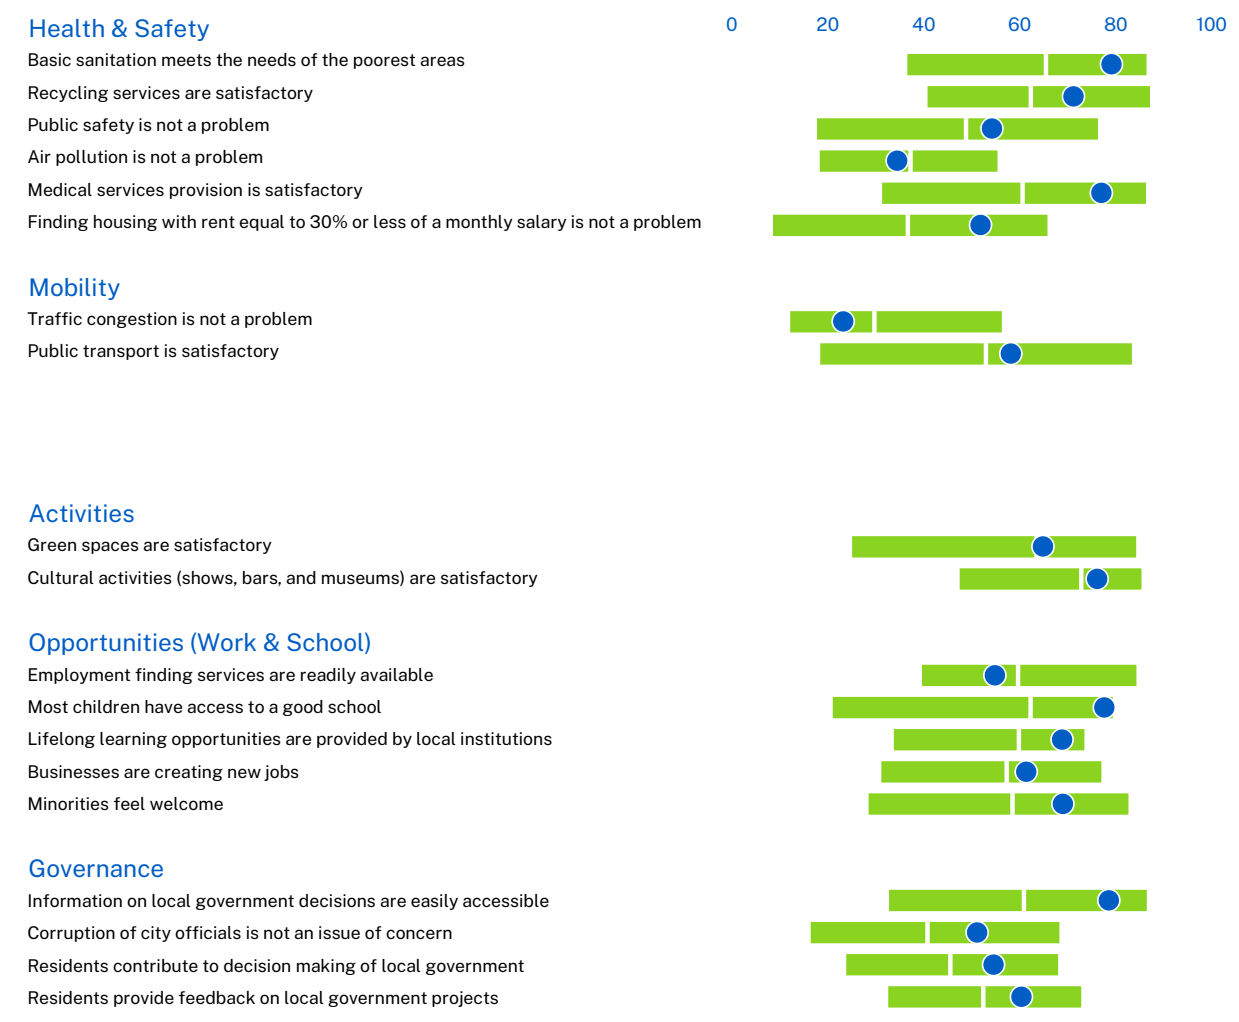 Health & Safety 0 20 40 60 80 100
Basic sanitation meets the needs of the poorest areas
Recycling services are satisfactory
Public safety is not a problem
Air pollution is not a problem
Medical services provision is satisfactory
Finding housing with rent equal to 30% or less of a monthly salary is not a problem
Mobility
Traffic congestion is not a problem
Public transport is satisfactory
Activities
Green spaces are satisfactory
Cultural activities (shows, bars, and museums) are satisfactory
Opportunities (Work & School)
Employment finding services are readily available
Most children have access to a good school
Lifelong learning opportunities are provided by local institutions
Businesses are creating new jobs
Minorities feel welcome
Governance
Information on local government decisions are easily accessible
Corruption of city officials is not an issue of concern
Residents contribute to decision making of local government
Residents provide feedback on local government projects